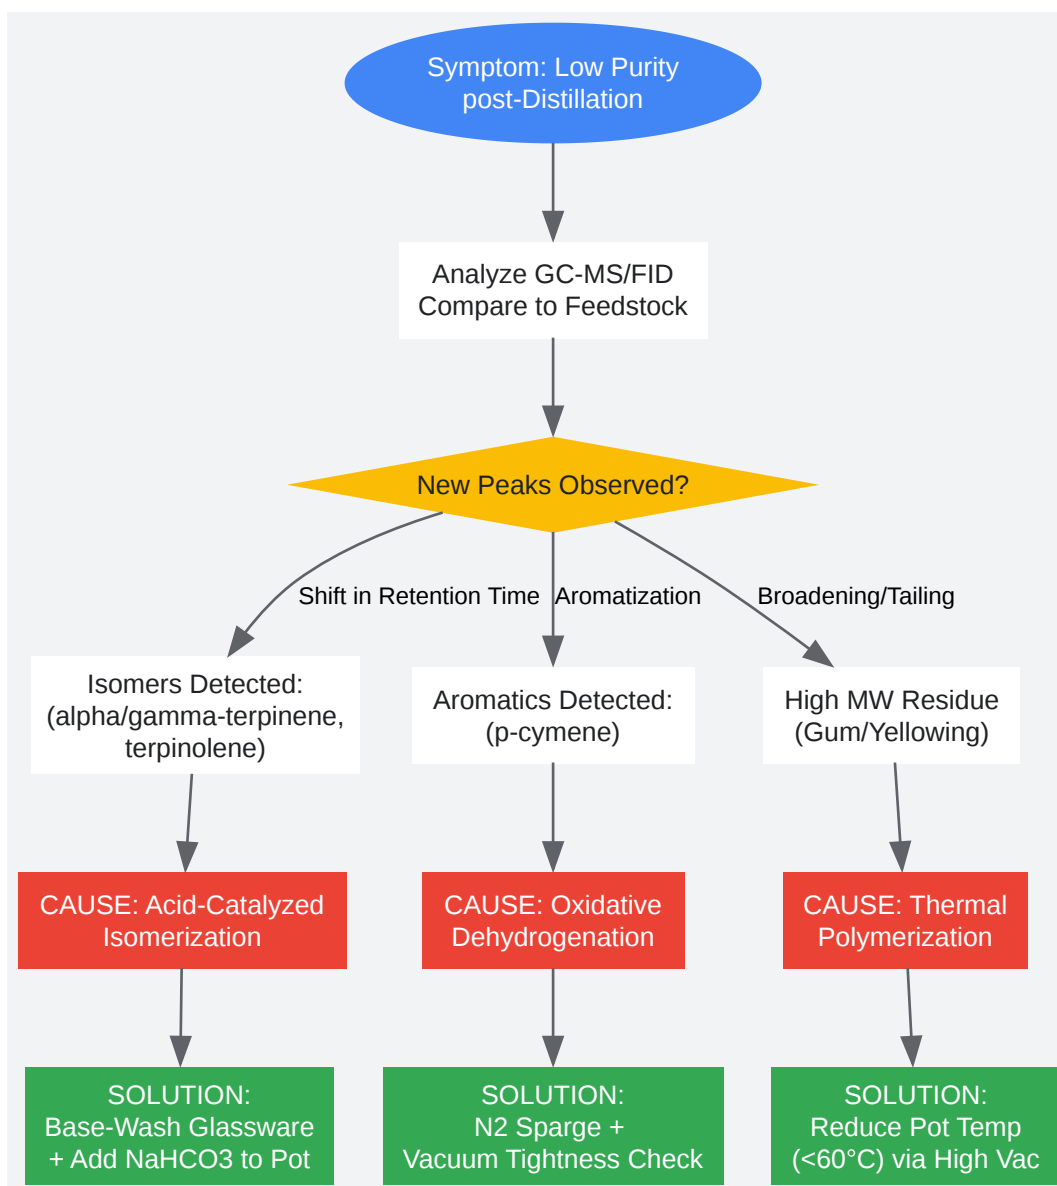 Symptom: Low Purity
post-Distillation
Analyze GC-MS/FID
Compare to Feedstock
New Peaks Observed?
Shift in Retention Time
Aromatization
Broadening/Tailing
Isomers Detected:
(alpha/gamma-terpinene,
terpinolene)
Aromatics Detected:
(p-cymene)
High MW Residue
(Gum/Yellowing)
CAUSE: Acid-Catalyzed
Isomerization
CAUSE: Oxidative
Dehydrogenation
CAUSE: Thermal
Polymerization
SOLUTION:
Base-Wash Glassware
+ Add NaHCO3 to Pot
SOLUTION:
N2 Sparge +
Vacuum Tightness Check
SOLUTION:
Reduce Pot Temp
(<60°C) via High Vac